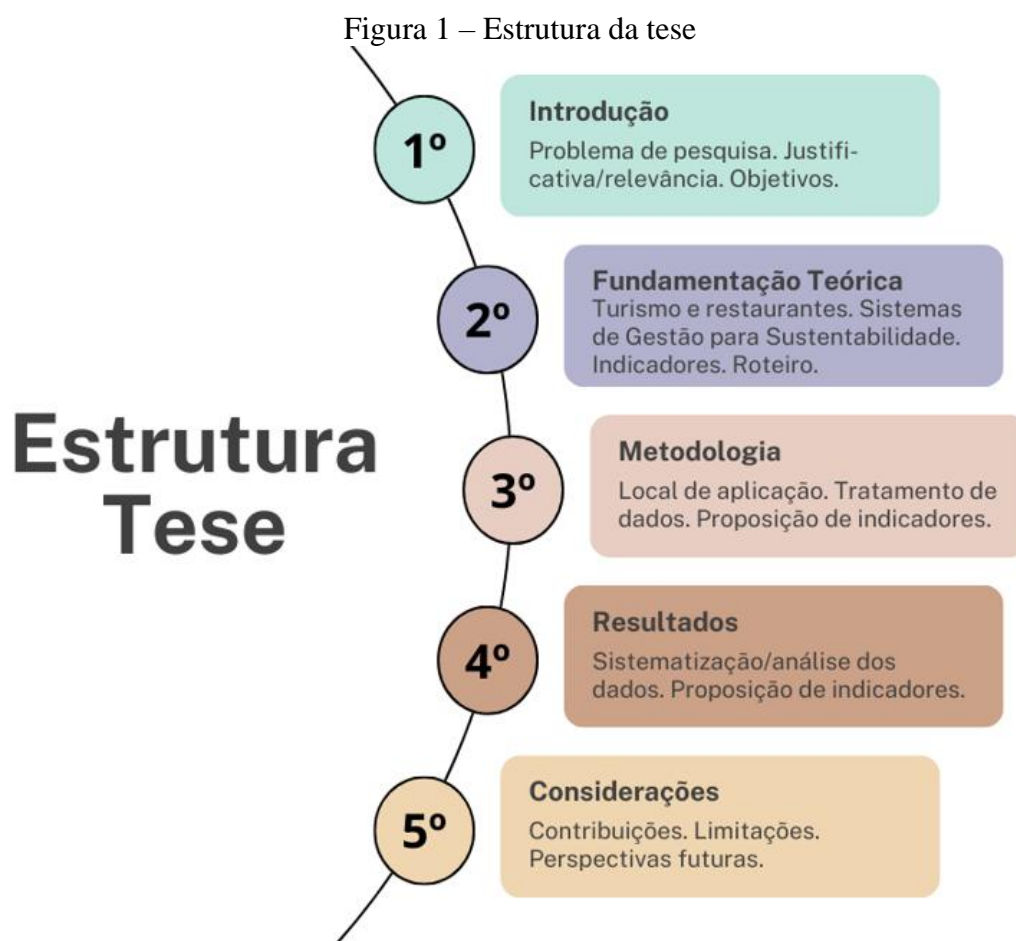 Figura 1 – Estrutura da tese
1º
Introdução
Problema de pesquisa. Justifi-
cativa/relevância. Objetivos.
2º
Fundamentação Teórica
Turismo e restaurantes. Sistemas
de Gestão para Sustentabilidade.
Indicadores. Roteiro.
Estrutura
Tese
3º
Metodologia
Local de aplicação. Tratamento de
dados. Proposição de indicadores.
4º
Resultados
Sistematização/análise dos
dados. Proposição de indicadores.
5º
Considerações
Contribuições. Limitações.
Perspectivas futuras.